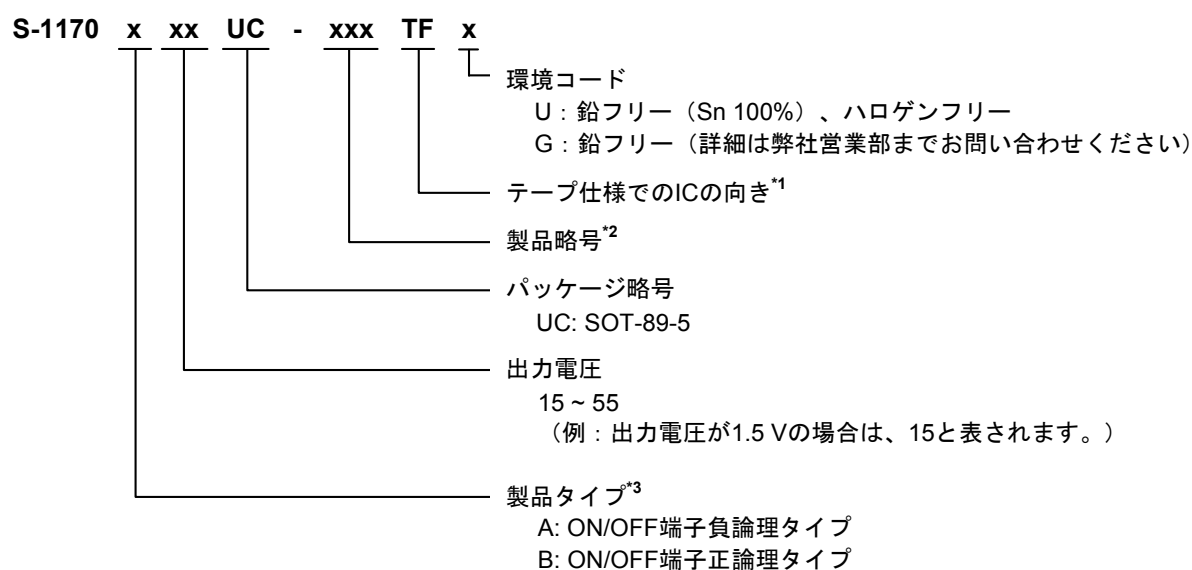 S-1170 x xx UC - xxx TF x
環境コード
U：鉛フリー（Sn 100%）、ハロゲンフリー
G：鉛フリー（詳細は弊社営業部までお問い合わせください）
テープ仕様でのICの向き*1
製品略号*2
パッケージ略号
UC: SOT-89-5
出力電圧
15 ~ 55
（例：出力電圧が1.5 Vの場合は、15と表されます。）
製品タイプ*3
A: ON/OFF端子負論理タイプ
B: ON/OFF端子正論理タイプ